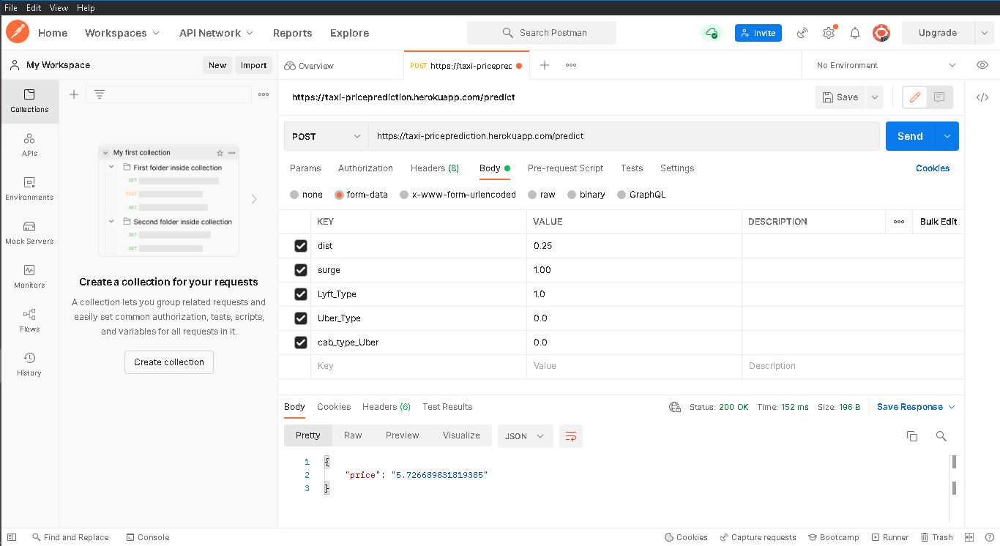 File Edit View Help
Home Workspaces API Network Reports Explore Search Postman Invite Upgrade
My Workspace New Import Overview POST https://taxi-priceprec No Environment
Collections
APIs
Environments
Mock Servers
Monitors
Flows
History
My first collection
First folder inside collection
GET
POST
GET
Second folder inside collection
GET
GET
Create a collection for your requests
A collection lets you group related requests and
easily set common authorization, tests, scripts,
and variables for all requests in it.
Create collection
https://taxi-priceprediction.herokuapp.com/predict Save </>
POST https://taxi-priceprediction.herokuapp.com/predict Send
Params Authorization Headers (8) Body Pre-request Script Tests Settings Cookies
none form-data x-www-form-urlencoded raw binary GraphQL
KEY VALUE DESCRIPTION Bulk Edit
dist 0.25
surge 1.00
Lyft_Type 1.0
Uber_Type 0.0
cab_type_Uber 0.0
Key Value Description
Body Cookies Headers (6) Test Results Status: 200 OK Time: 152 ms Size: 196 B Save Response
Pretty Raw Preview Visualize JSON
1 {
2 "price": "5.726689831819385"
3 }
Find and Replace Console Cookies Capture requests Bootcamp Runner Trash